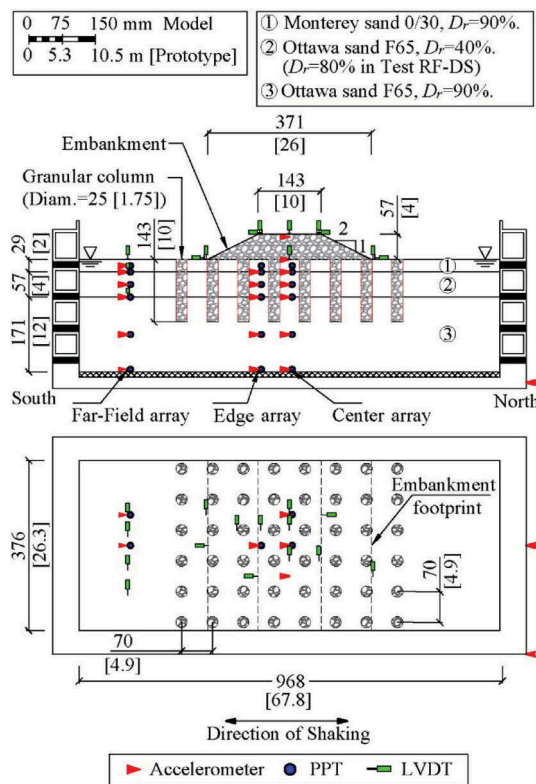 0 75 150 mm Model
0 5.3 10.5 m [Prototype]
① Monterey sand 0/30, Dr=90%.
② Ottawa sand F65, Dr=40%.
(Dr=80% in Test RF-DS)
③ Ottawa sand F65, Dr=90%.
371
[26]
Embankment
Granular column
(Diam.=25 [1.75])
143
[10]
57
[4]
2
1
143
[10]
29
[2]
57
[4]
171
[12]
①
②
③
South
North
Far-Field array
Edge array
Center array
Embankment
footprint
376
[26.3]
70
[4.9]
70
[4.9]
968
[67.8]
Direction of Shaking
Accelerometer
PPT
LVDT